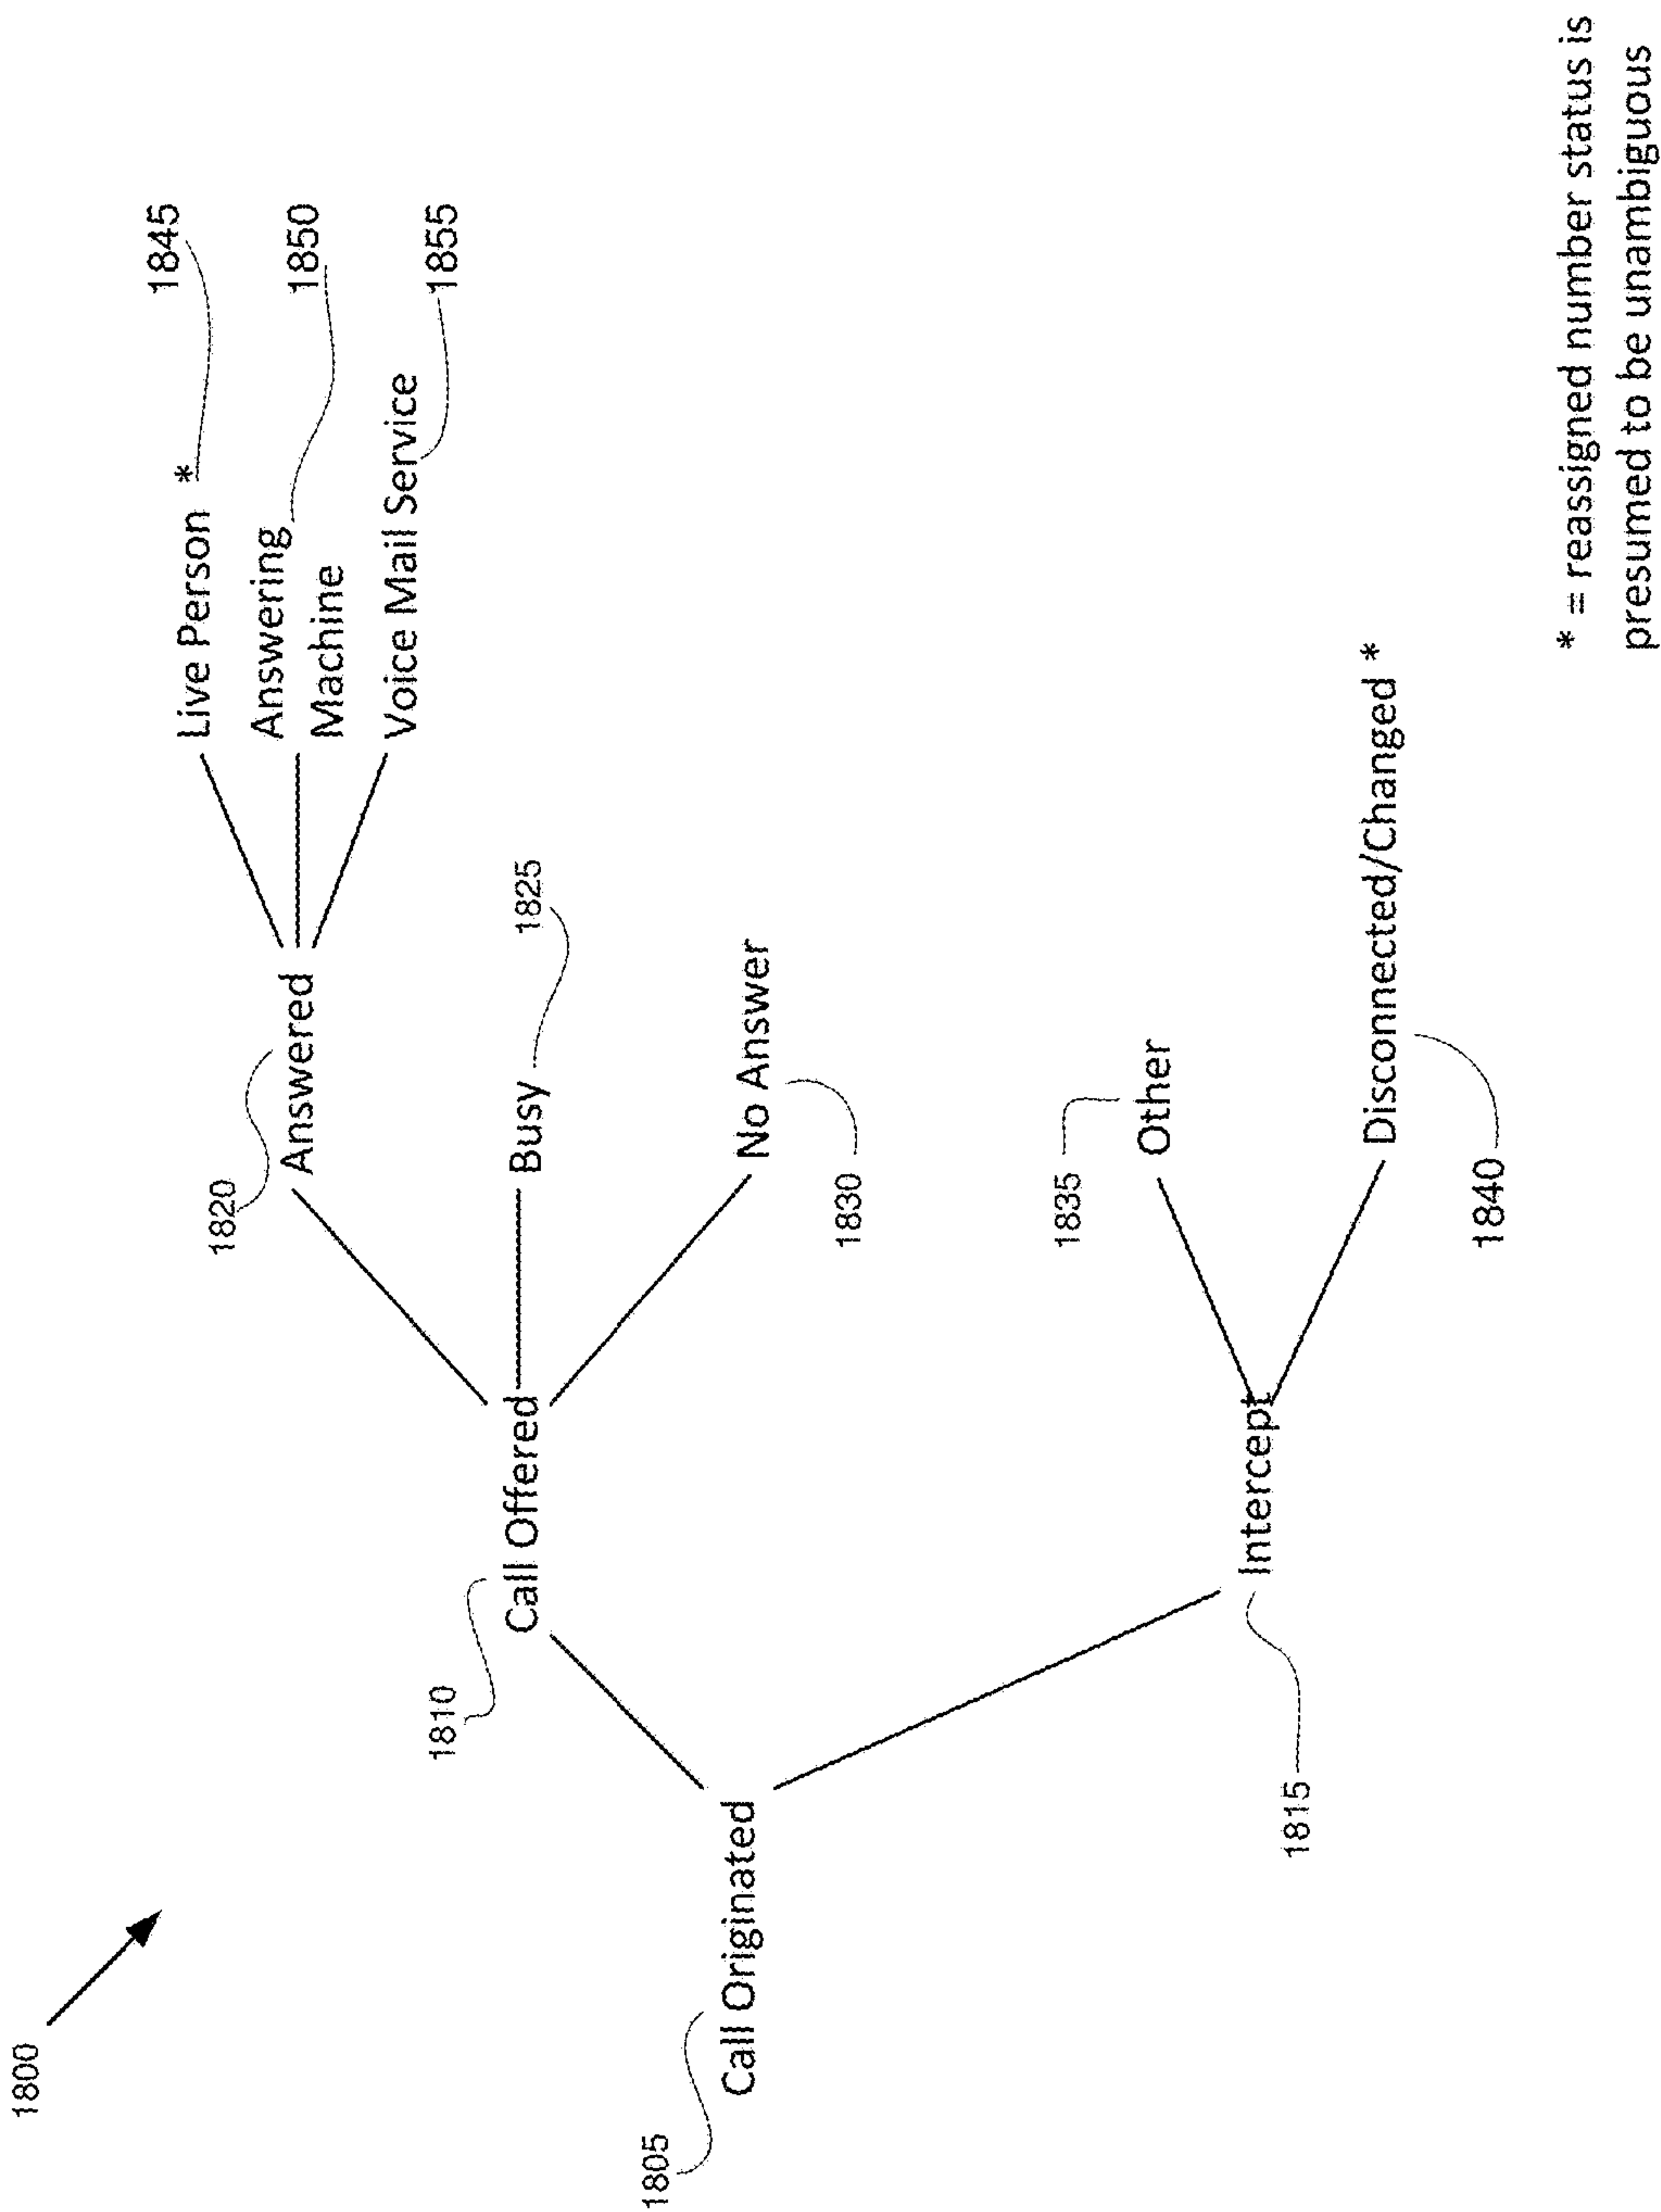 1800
1805
Call Originated
1810
Call Offered
1815
Intercept
1820
Answered
1825
Busy
1830
No Answer
1835
Other
1840
Disconnected/Changed *
1845
Live Person *
1850
Answering
Machine
1855
Voice Mail Service
* = reassigned number status is
presumed to be unambiguous